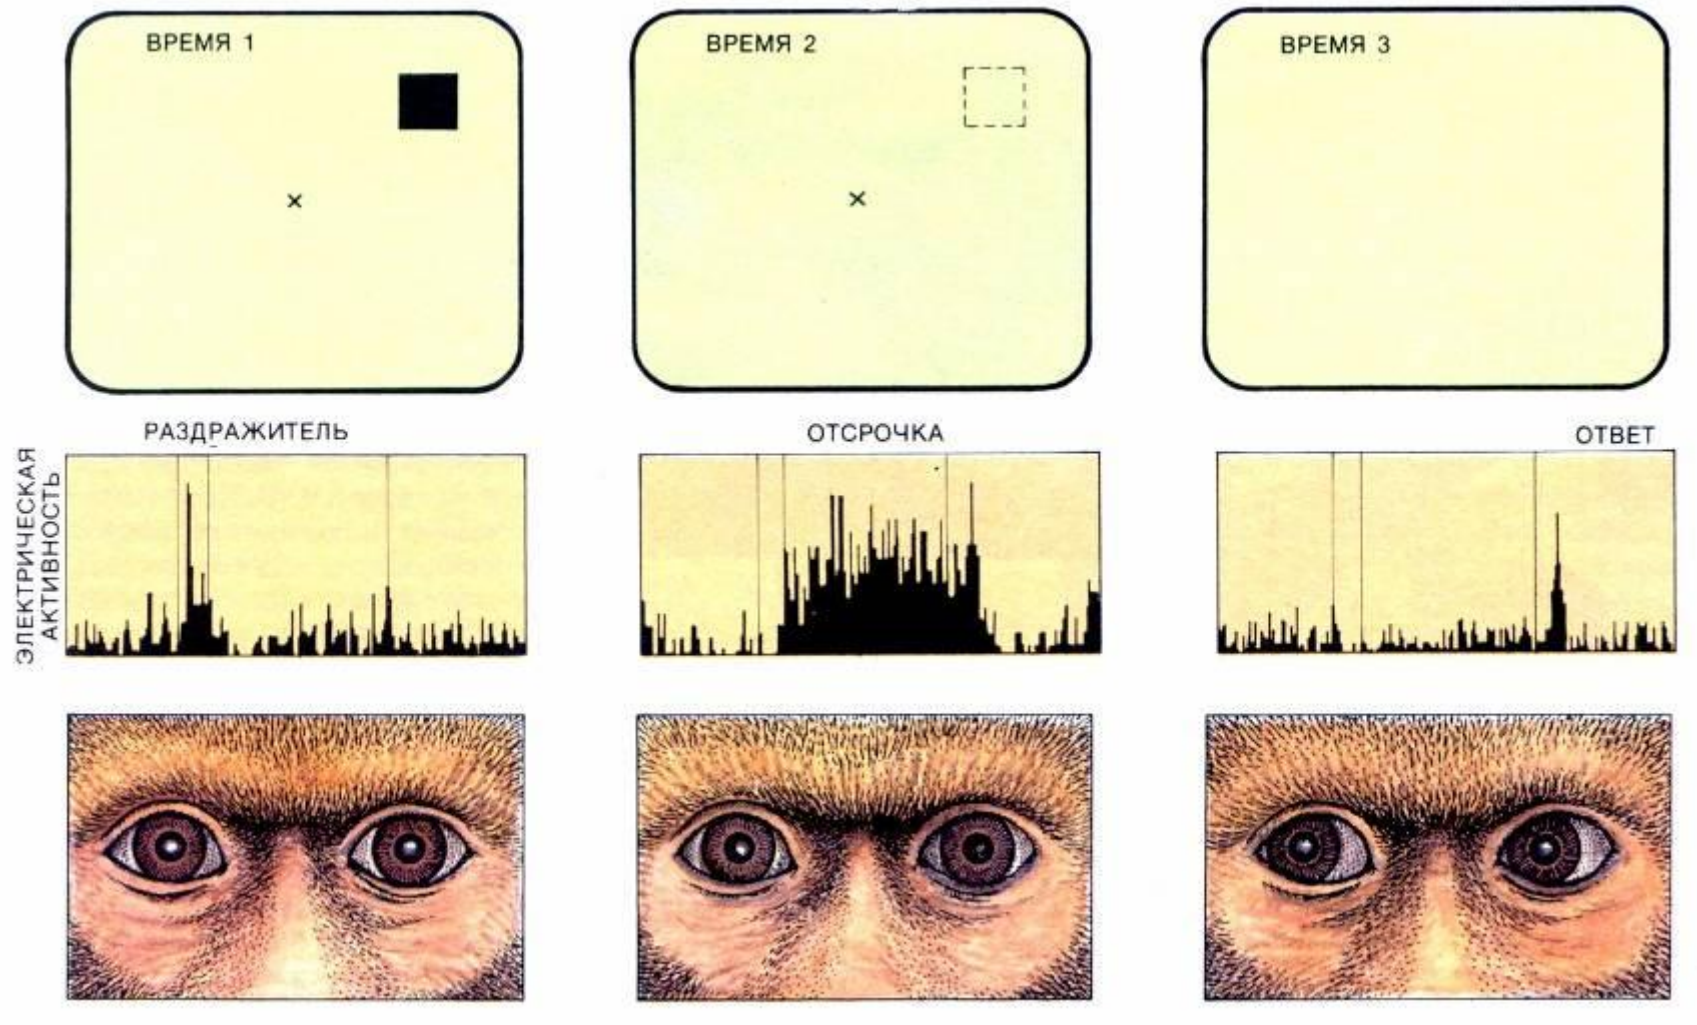 ВРЕМЯ 1
ВРЕМЯ 2
ВРЕМЯ 3
РАЗДРАЖИТЕЛЬ
ОТСРОЧКА
ОТВЕТ
ЭЛЕКТРИЧЕСКАЯ
АКТИВНОСТЬ